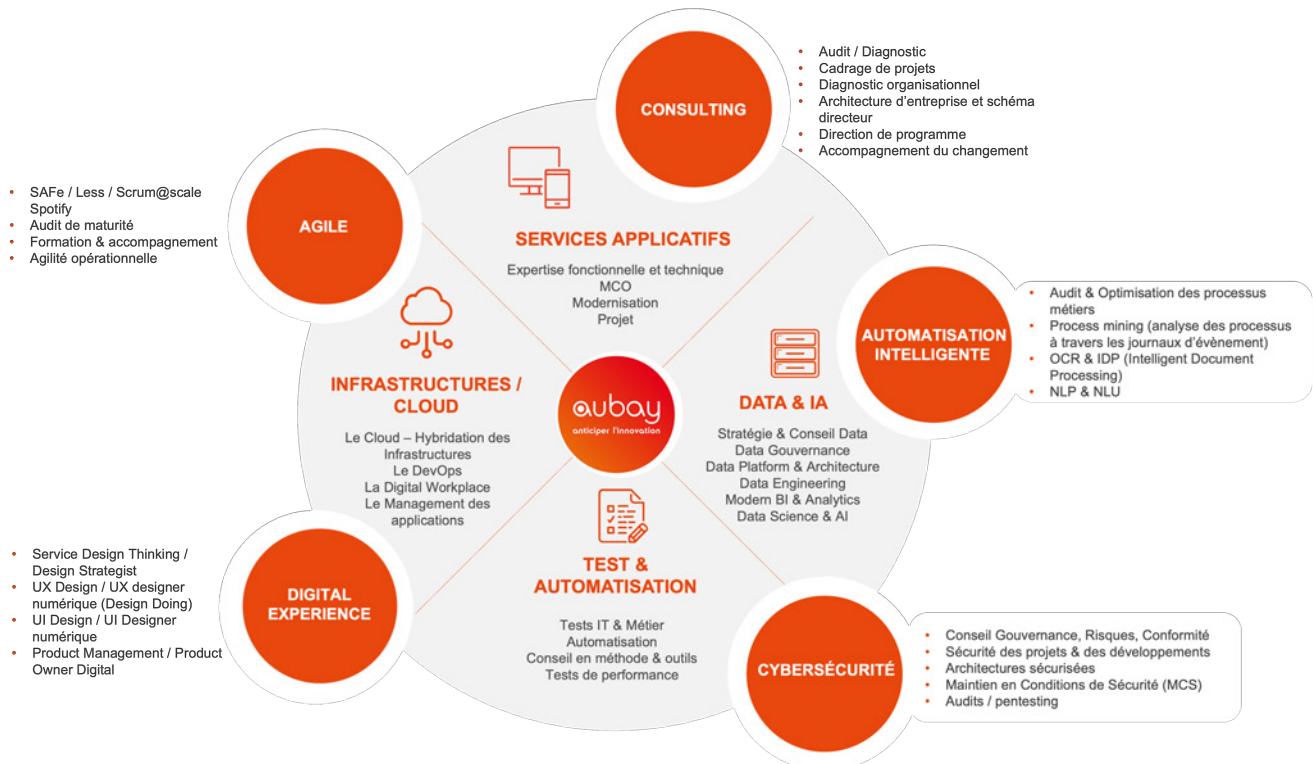 CONSULTING
• Audit / Diagnostic
• Cadrage de projets
• Diagnostic organisationnel
• Architecture d'entreprise et schéma
directeur
• Direction de programme
• Accompagnement du changement
AGILE
• SAFe / Less / Scrum@scale
Spotify
• Audit de maturité
• Formation & accompagnement
• Agilité opérationnelle
SERVICES APPLICATIFS
Expertise fonctionnelle et technique
MCO
Modernisation
Projet
AUTOMATISATION
INTELLIGENTE
• Audit & Optimisation des processus
métiers
• Process mining (analyse des processus
à travers les journaux d'évènement)
• OCR & IDP (Intelligent Document
Processing)
• NLP & NLU
INFRASTRUCTURES /
CLOUD
Le Cloud – Hybridation des
Infrastructures
Le DevOps
La Digital Workplace
Le Management des
applications
aubay
anticiper l'innovation
DATA & IA
Stratégie & Conseil Data
Data Gouvernance
Data Platform & Architecture
Data Engineering
Modern BI & Analytics
Data Science & AI
DIGITAL
EXPERIENCE
• Service Design Thinking /
Design Strategist
• UX Design / UX designer
numérique (Design Doing)
• UI Design / UI Designer
numérique
• Product Management / Product
Owner Digital
TEST &
AUTOMATISATION
Tests IT & Métier
Automatisation
Conseil en méthode & outils
Tests de performance
CYBERSÉCURITÉ
• Conseil Gouvernance, Risques, Conformité
• Sécurité des projets & des développements
• Architectures sécurisées
• Maintien en Conditions de Sécurité (MCS)
• Audits / pentesting